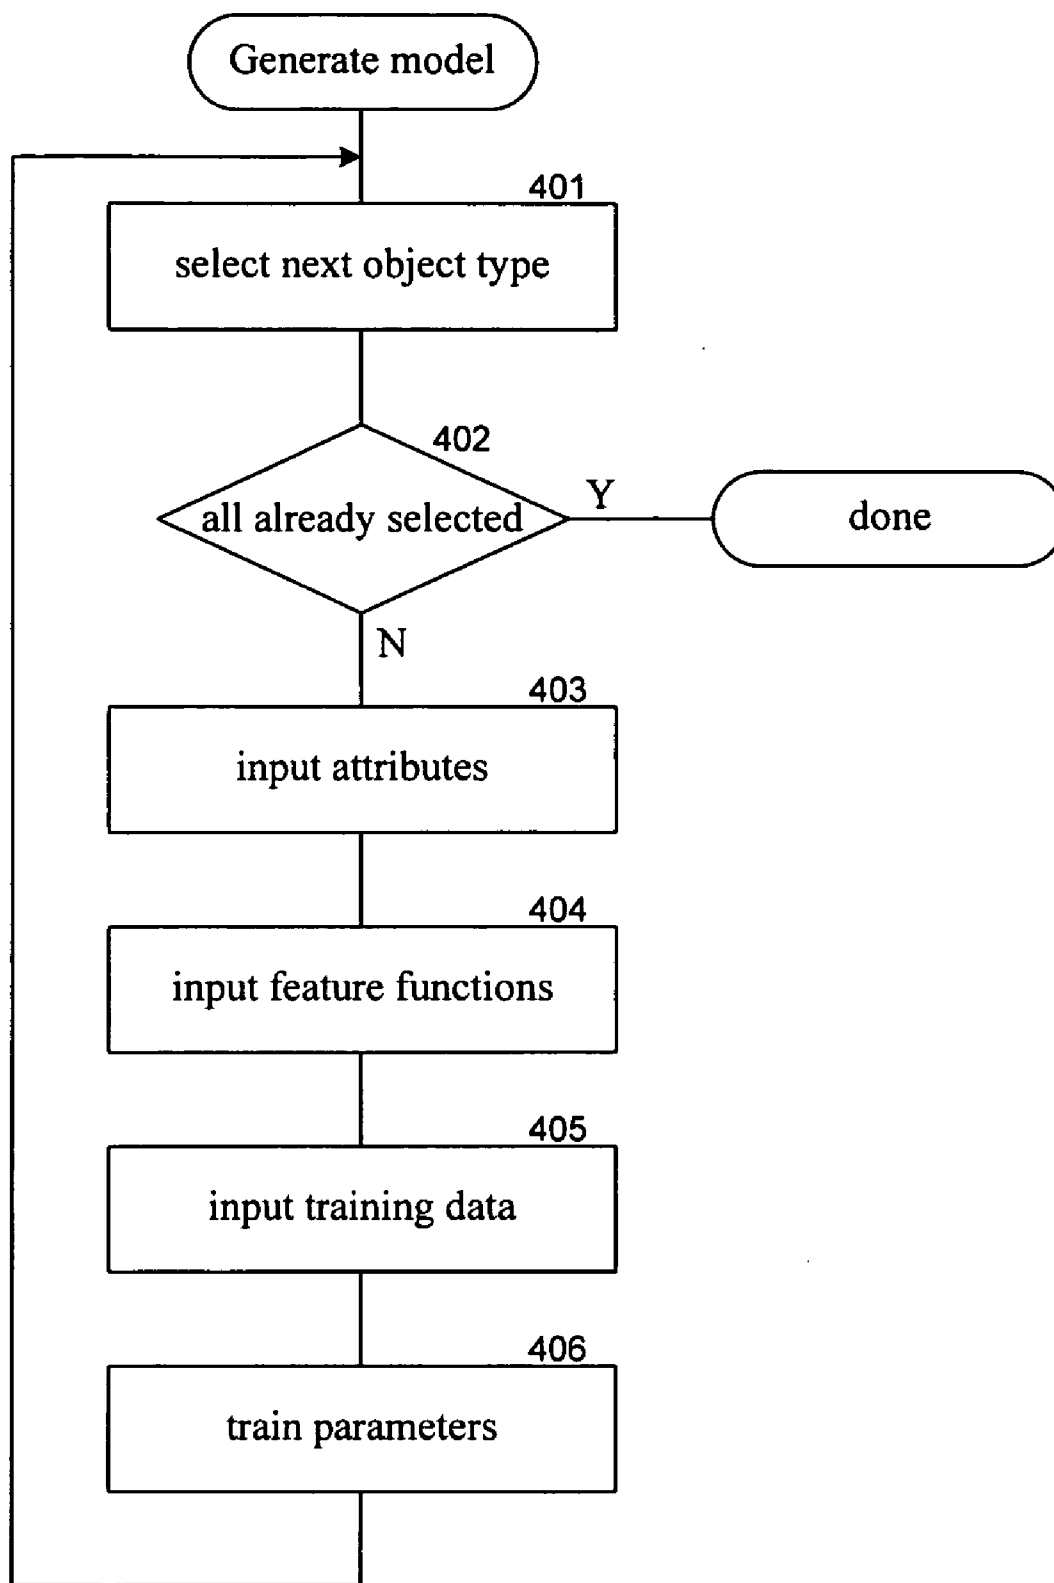 Generate model
401
select next object type
402
all already selected
Y
done
N
403
input attributes
404
input feature functions
405
input training data
406
train parameters